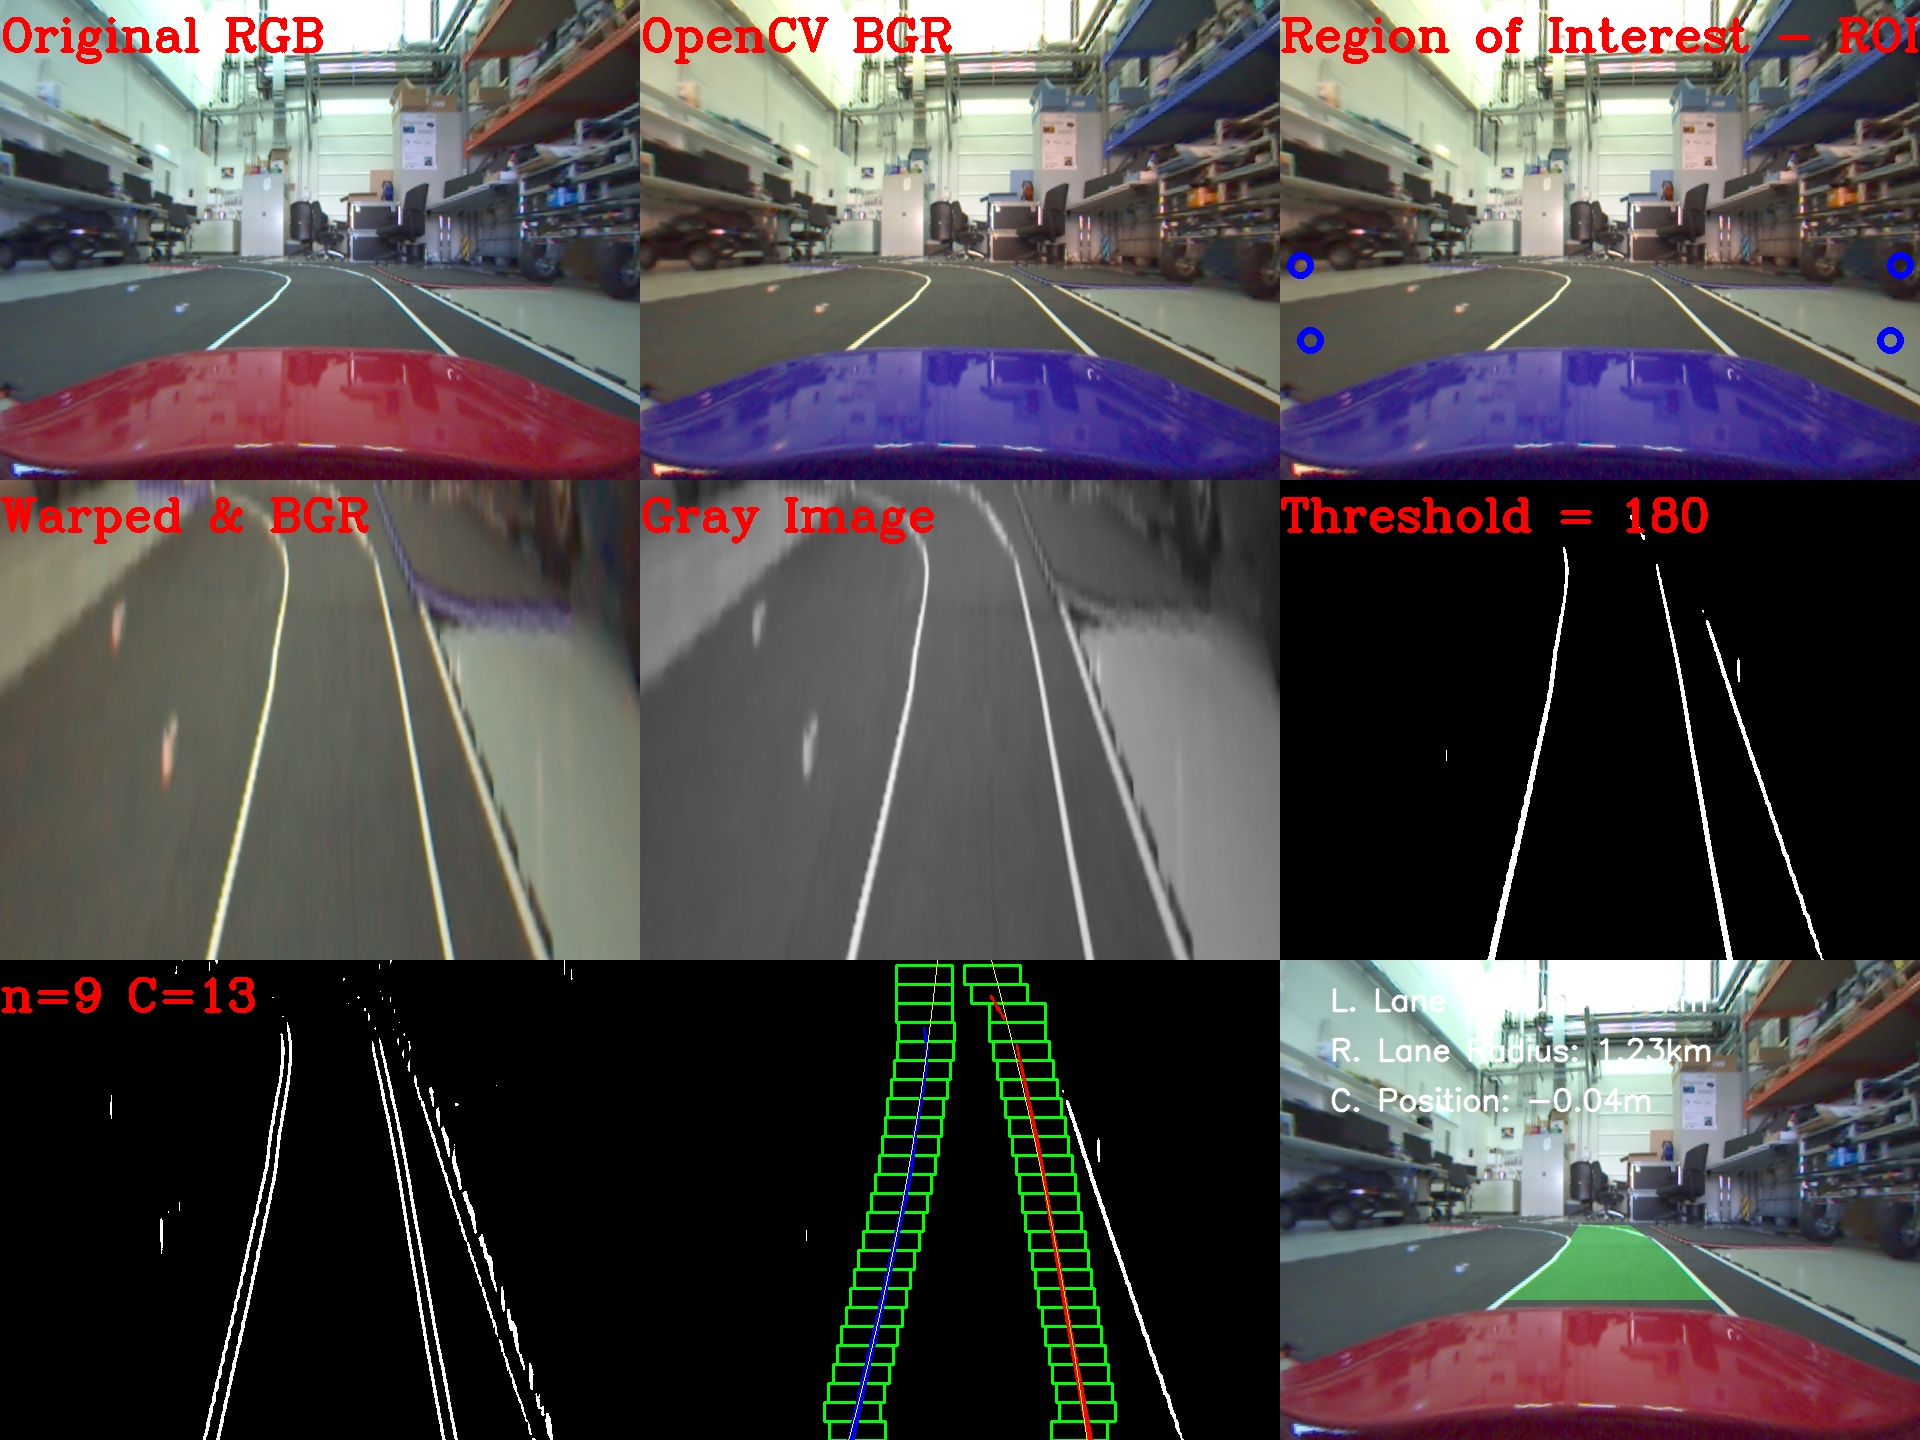 Original RGB
OpenCV BGR
Region of Interest - ROI
Warped & BGR
Gray Image
Threshold = 180
n=9 C=13
L. Lane km
R. Lane Radius: 1.23km
C. Position: -0.04m